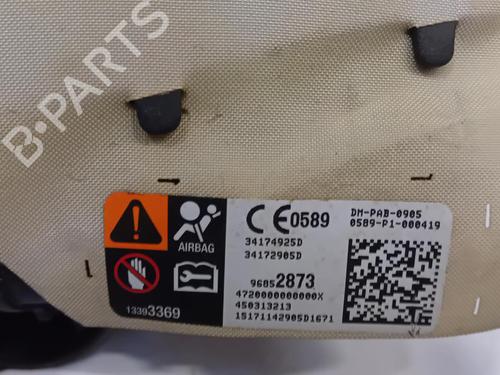 B-PARTS
AIRBAG
13393369
CE0589
34174925D
34172905D
DM-PAB-0905
0589-P1-000419
96852873
4720000000000X
450313213
15171142905D1671